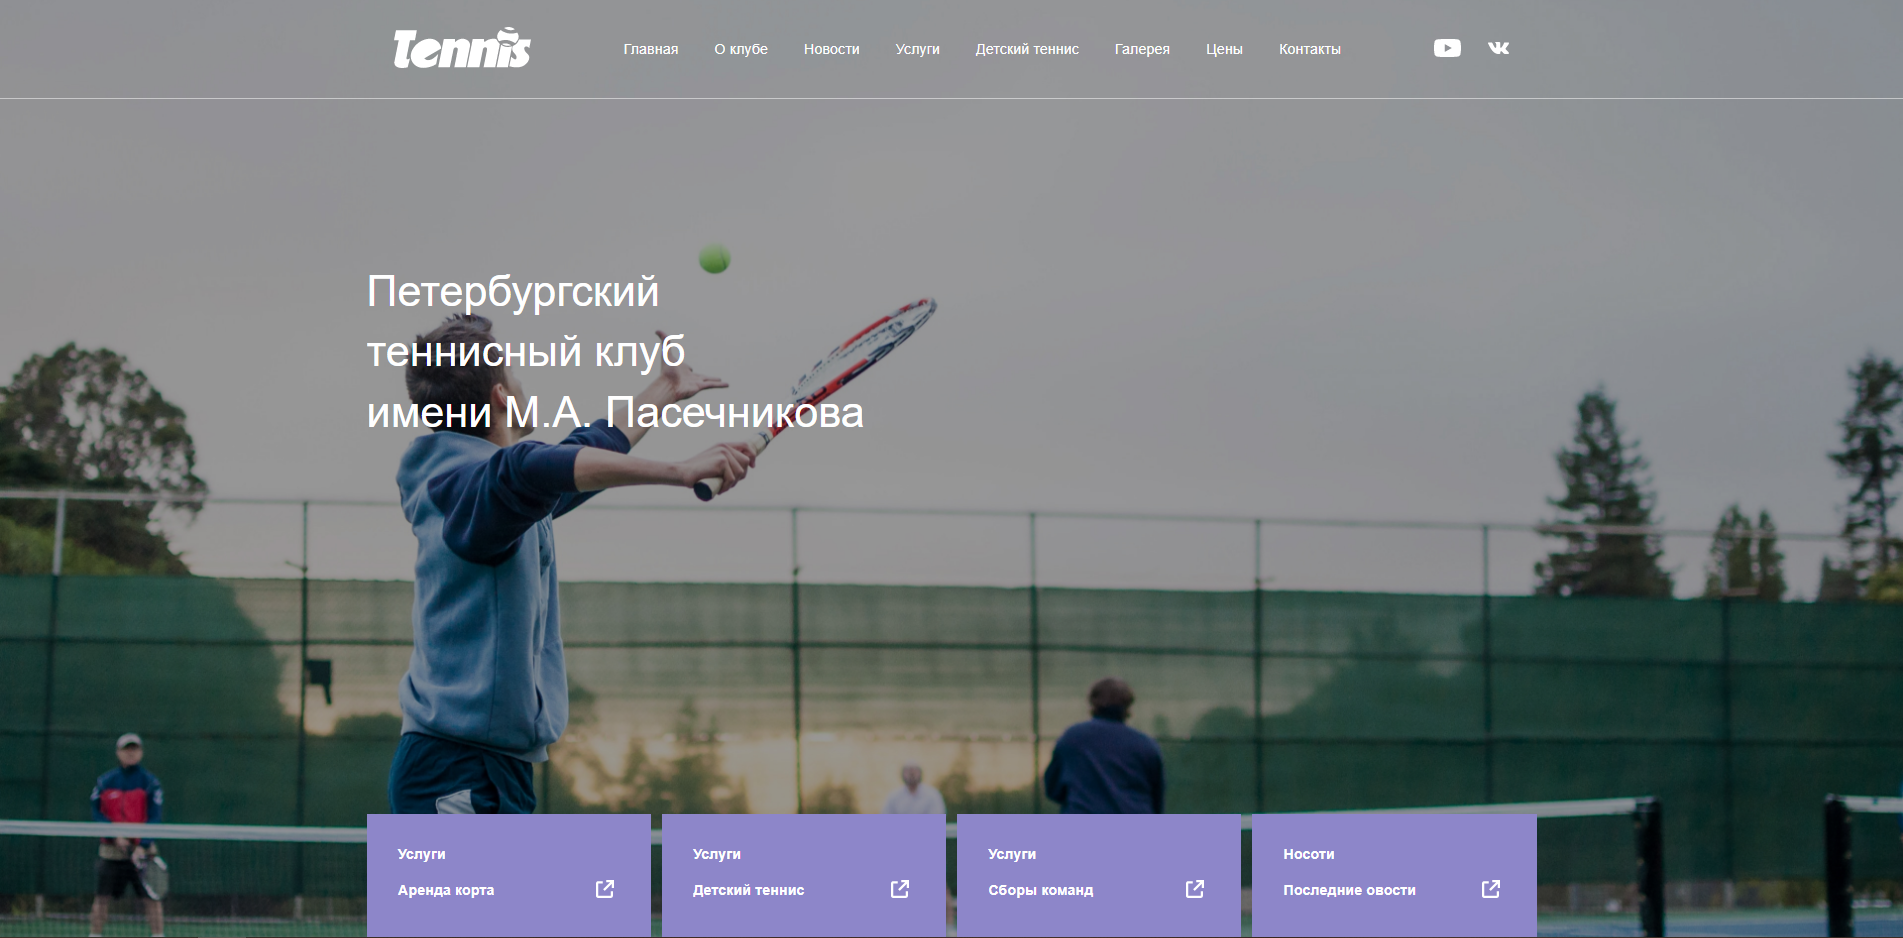 Tennis
Главная О клубе Новости Услуги Детский теннис Галерея Цены Контакты
Петербургский
теннисный клуб
имени М.А. Пасечникова
Услуги
Аренда корта
Услуги
Детский теннис
Услуги
Сборы команд
Носоти
Последние овости